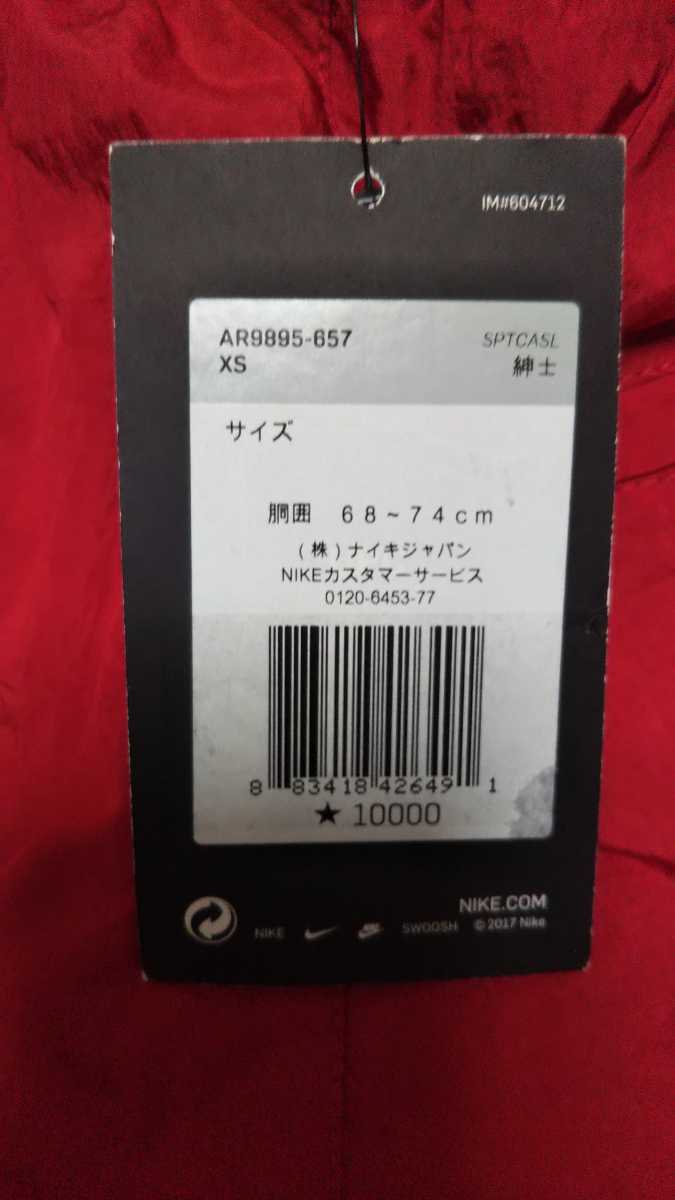 IM#604712
AR9895-657 SPTCASL
XS 紳士
サイズ
胴囲 68~74cm
(株)ナイキジャパン
NIKEカスタマーサービス
0120-6453-77
8 83418 42649 1
★10000
NIKE.COM
NIKE SWOOSH © 2017 Nike